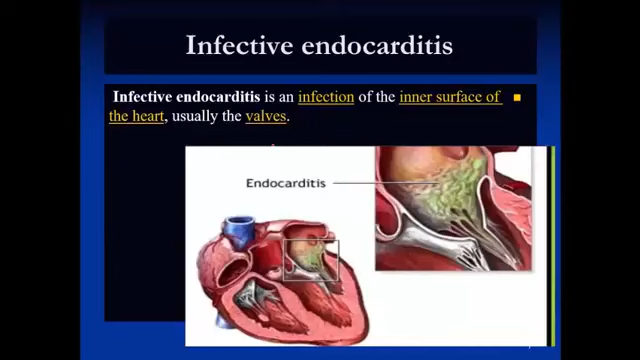 Infective endocarditis
Infective endocarditis is an infection of the inner surface of
the heart, usually the valves.
Endocarditis